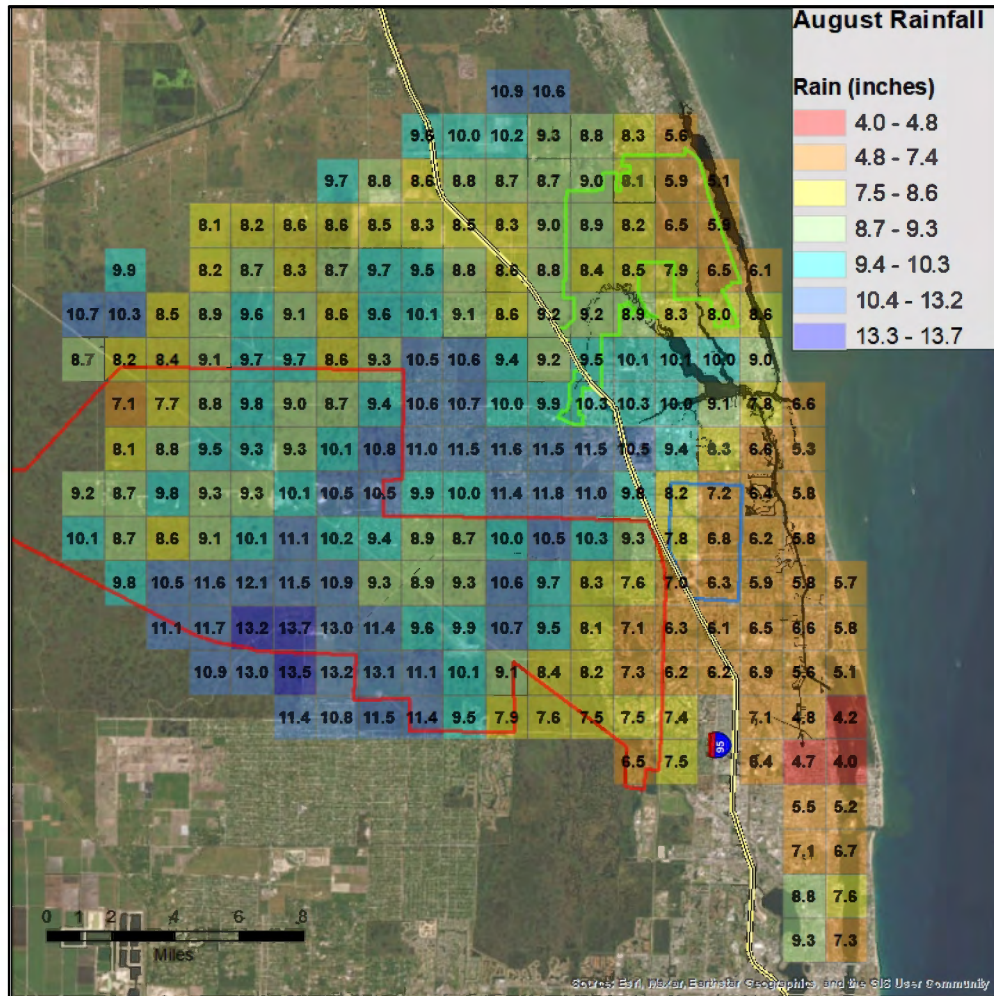 August Rainfall
Rain (inches)
4.0 - 4.8
4.8 - 7.4
7.5 - 8.6
8.7 - 9.3
9.4 - 10.3
10.4 - 13.2
13.3 - 13.7
10.9 10.6
9.6 10.0 10.2 9.3 8.8 8.3 5.6
9.7 8.8 8.6 8.8 8.7 8.7 9.0 8.1 5.9
8.1 8.2 8.6 8.6 8.5 8.3 8.5 8.3 9.0 8.9 8.2 6.5 5.9
9.9 8.2 8.7 8.3 8.7 9.7 9.5 8.8 8.6 8.8 8.4 8.5 7.9 6.5 6.1
10.7 10.3 8.5 8.9 9.6 9.1 8.6 9.6 10.1 9.1 8.6 9.2 9.2 8.9 8.3 8.0 8.6
8.7 8.2 8.4 9.1 9.7 9.7 8.6 9.3 10.5 10.6 9.4 9.2 9.5 10.1 10.1 10.0 9.0
7.1 7.7 8.8 9.8 9.0 8.7 9.4 10.6 10.7 10.0 9.9 10.3 10.3 10.0 9.1 7.8 6.6
8.1 8.8 9.5 9.3 9.3 10.1 10.8 11.0 11.5 11.6 11.5 11.5 10.5 9.4 8.3 6.6 5.3
9.2 8.7 9.8 9.3 9.3 10.1 10.5 10.5 9.9 10.0 11.4 11.8 11.0 9.8 8.2 7.2 6.4 5.8
10.1 8.7 8.6 9.1 10.1 11.1 10.2 9.4 8.9 8.7 10.0 10.5 10.3 9.3 7.8 6.8 6.2 5.8
9.8 10.5 11.6 12.1 11.5 10.9 9.3 8.9 9.3 10.6 9.7 8.3 7.6 7.0 6.3 5.9 5.8 5.7
11.1 11.7 13.2 13.7 13.0 11.4 9.6 9.9 10.7 9.5 8.1 7.1 6.3 6.1 6.5 6.6 5.8
10.9 13.0 13.5 13.2 13.1 11.1 10.1 9.1 8.4 8.2 7.3 6.2 6.2 6.9 5.6 5.1
11.4 10.8 11.5 11.4 9.5 7.9 7.6 7.5 7.5 7.4 7.1 4.8 4.2
6.5 7.5 95 6.4 4.7 4.0
5.5 5.2
7.1 6.7
8.8 7.6
9.3 7.3
0 1 2 4 6 8
Miles
Source: Esri, Maxar, Earthstar Geographics, and the GIS User Community